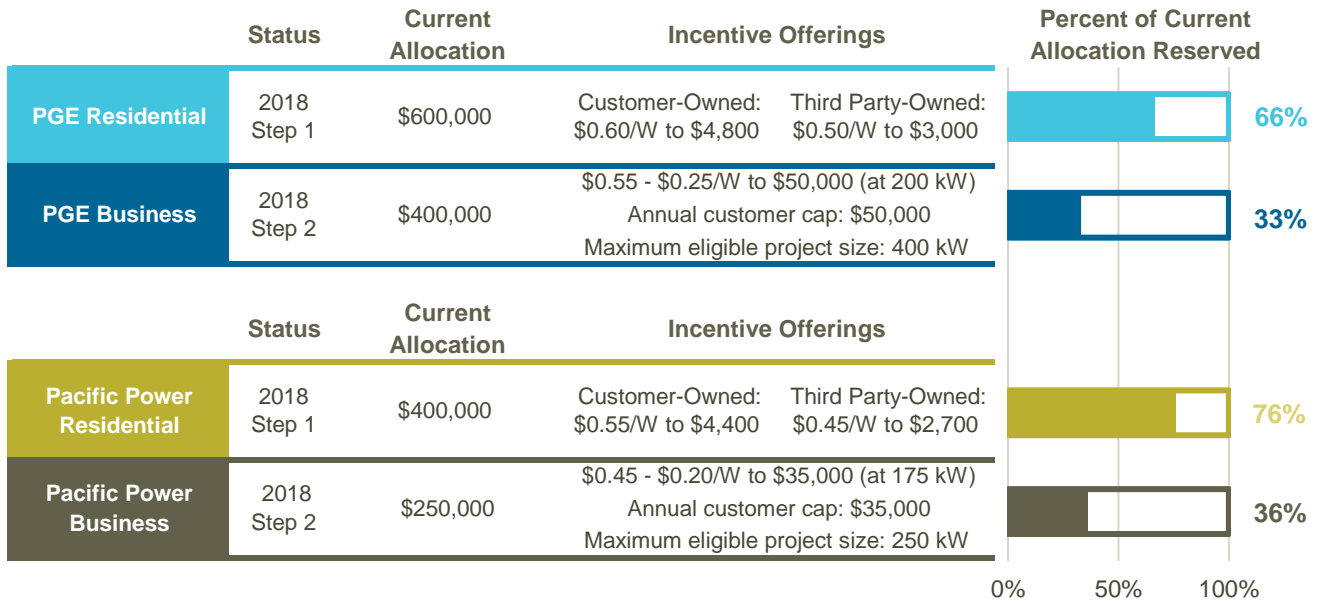 Status
Current
Allocation
Incentive Offerings
Percent of Current
Allocation Reserved
PGE Residential
2018
Step 1
$600,000
Customer-Owned:
$0.60/W to $4,800
Third Party-Owned:
$0.50/W to $3,000
66%
PGE Business
2018
Step 2
$400,000
$0.55 - $0.25/W to $50,000 (at 200 kW)
Annual customer cap: $50,000
Maximum eligible project size: 400 kW
33%
Status
Current
Allocation
Incentive Offerings
Pacific Power
Residential
2018
Step 1
$400,000
Customer-Owned:
$0.55/W to $4,400
Third Party-Owned:
$0.45/W to $2,700
76%
Pacific Power
Business
2018
Step 2
$250,000
$0.45 - $0.20/W to $35,000 (at 175 kW)
Annual customer cap: $35,000
Maximum eligible project size: 250 kW
36%
0% 50% 100%